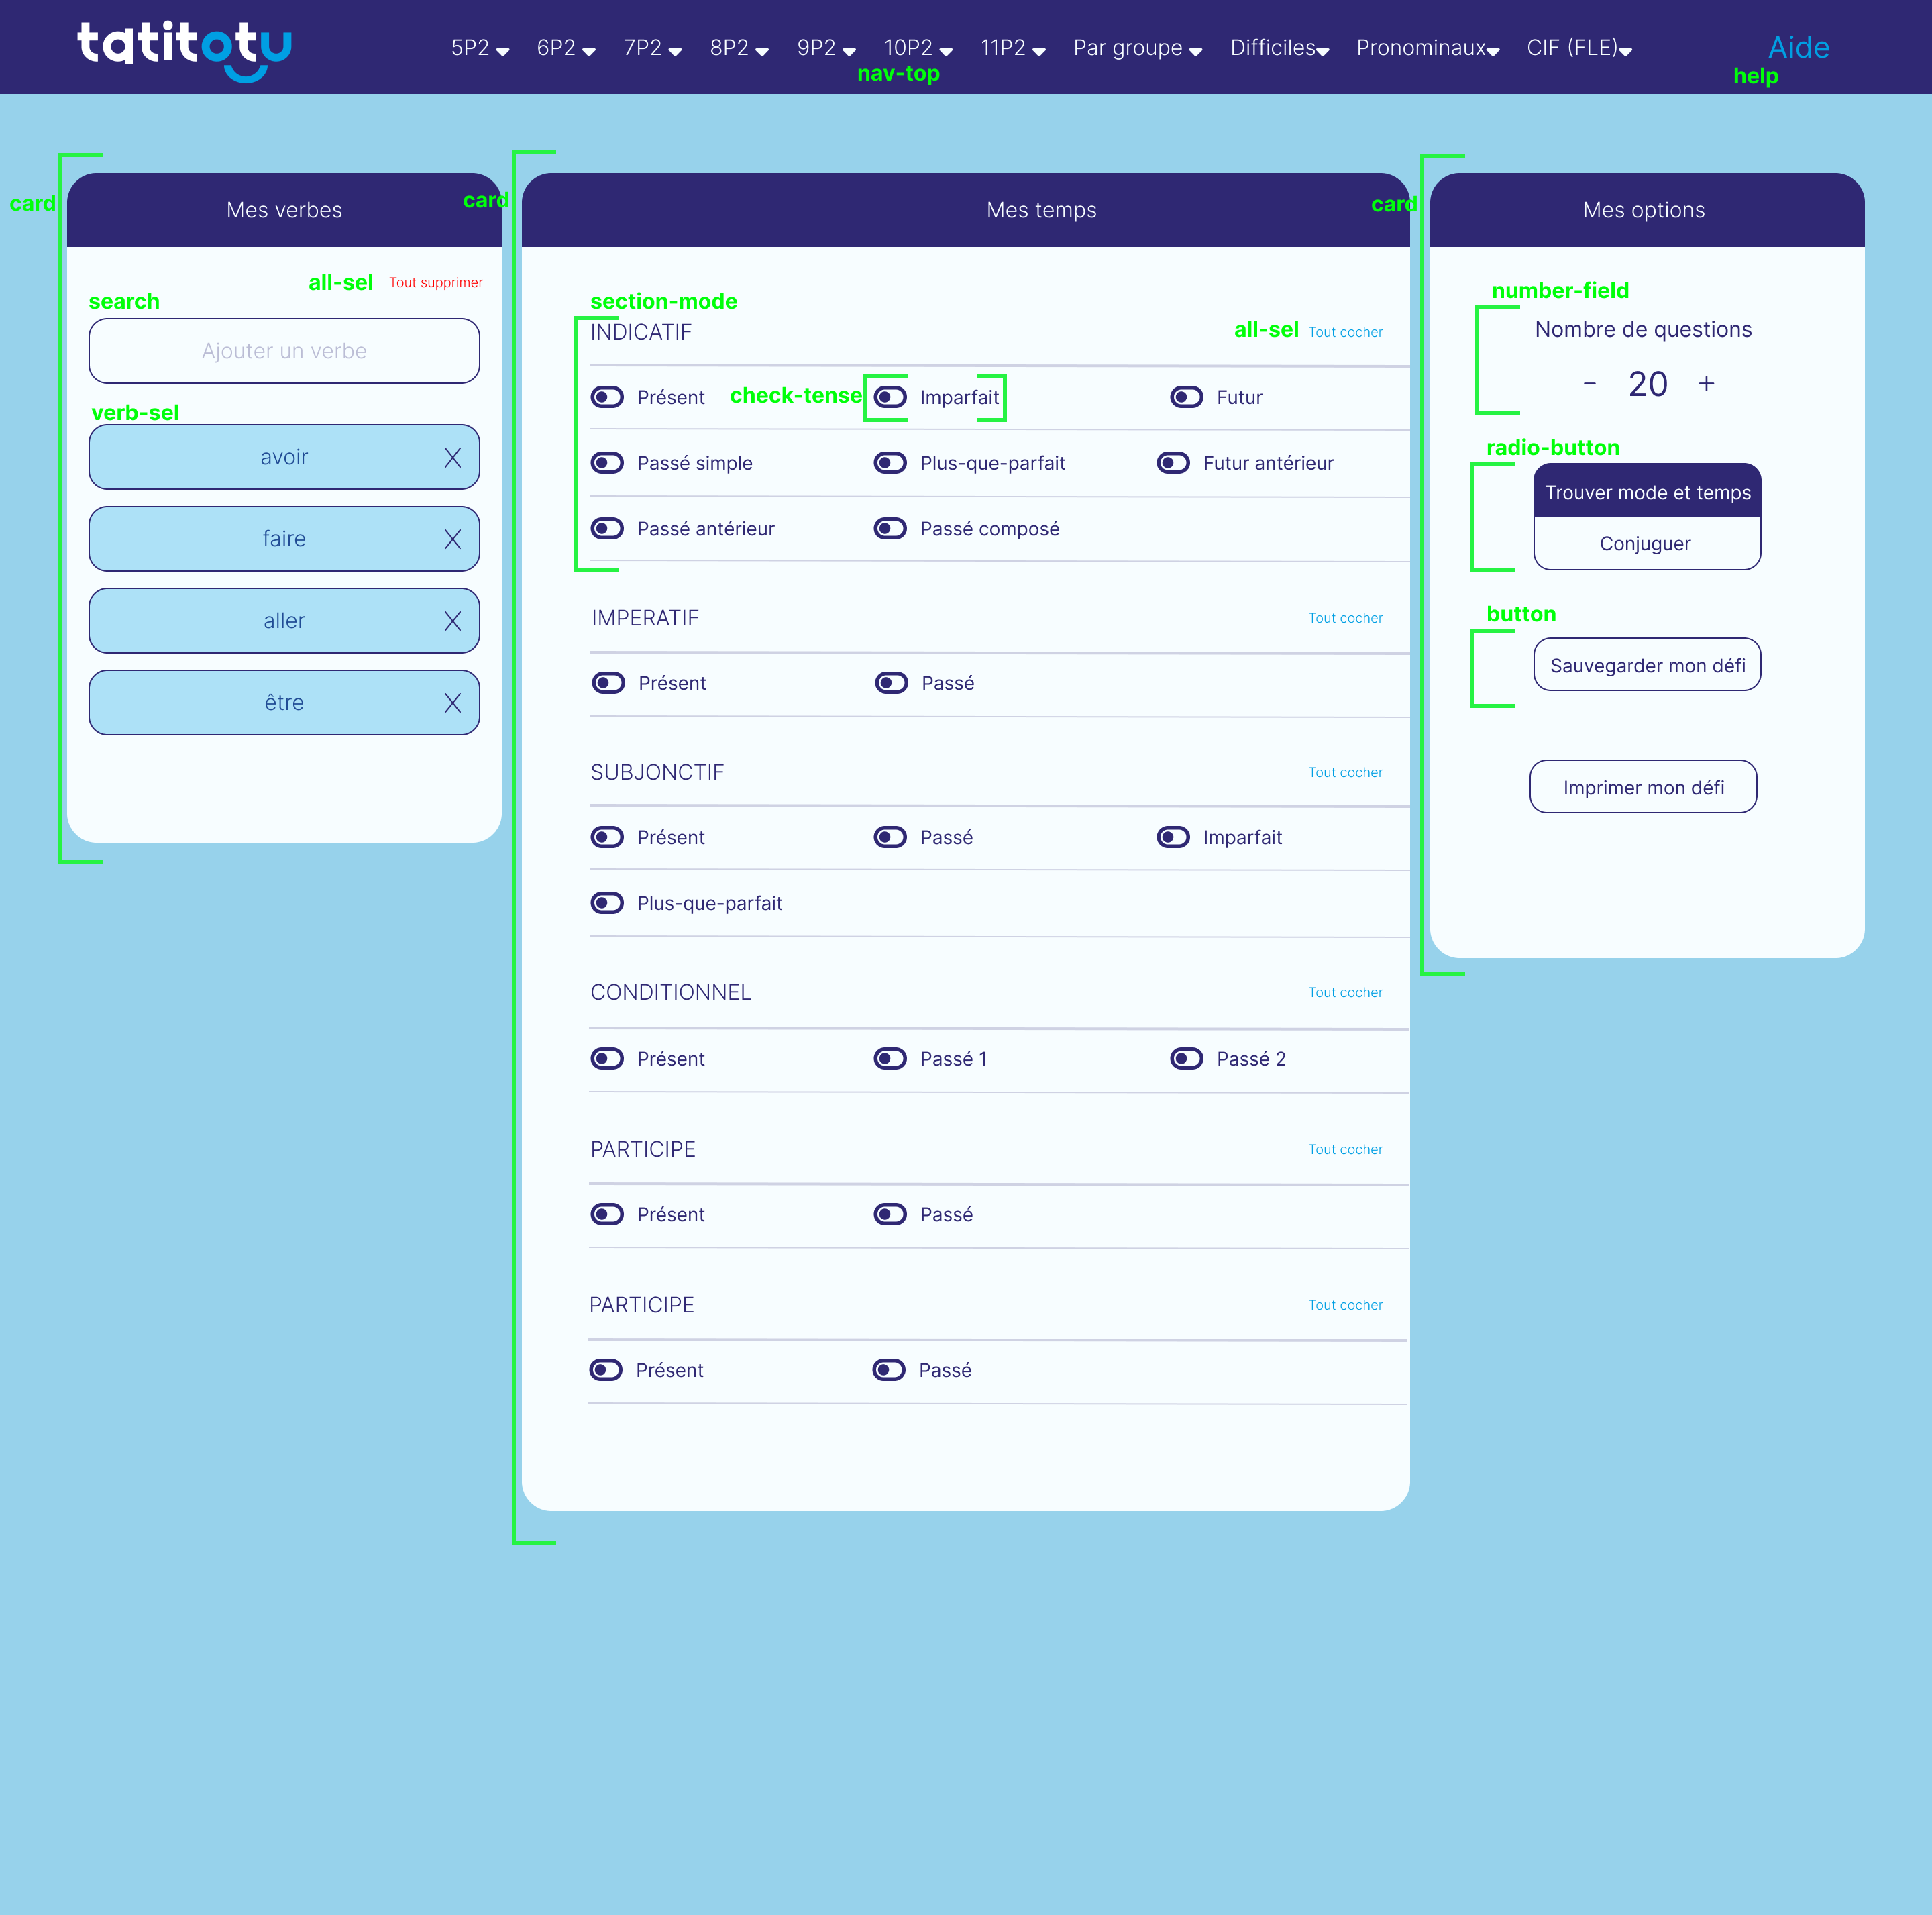 tatitotu
5P2 6P2 7P2 8P2 9P2 10P2 11P2 Par groupe Difficiles Pronominaux CIF (FLE) Aide
nav-top
help
card
Mes verbes
all-sel Tout supprimer
search
Ajouter un verbe
verb-sel
avoir X
faire X
aller X
être X
card
Mes temps
section-mode
INDICATIF all-sel Tout cocher
Présent check-tense Imparfait Futur
Passé simple Plus-que-parfait Futur antérieur
Passé antérieur Passé composé
IMPERATIF Tout cocher
Présent Passé
SUBJONCTIF Tout cocher
Présent Passé Imparfait
Plus-que-parfait
CONDITIONNEL Tout cocher
Présent Passé 1 Passé 2
PARTICIPE Tout cocher
Présent Passé
PARTICIPE Tout cocher
Présent Passé
card
Mes options
number-field
Nombre de questions
- 20 +
radio-button
Trouver mode et temps
Conjuguer
button
Sauvegarder mon défi
Imprimer mon défi